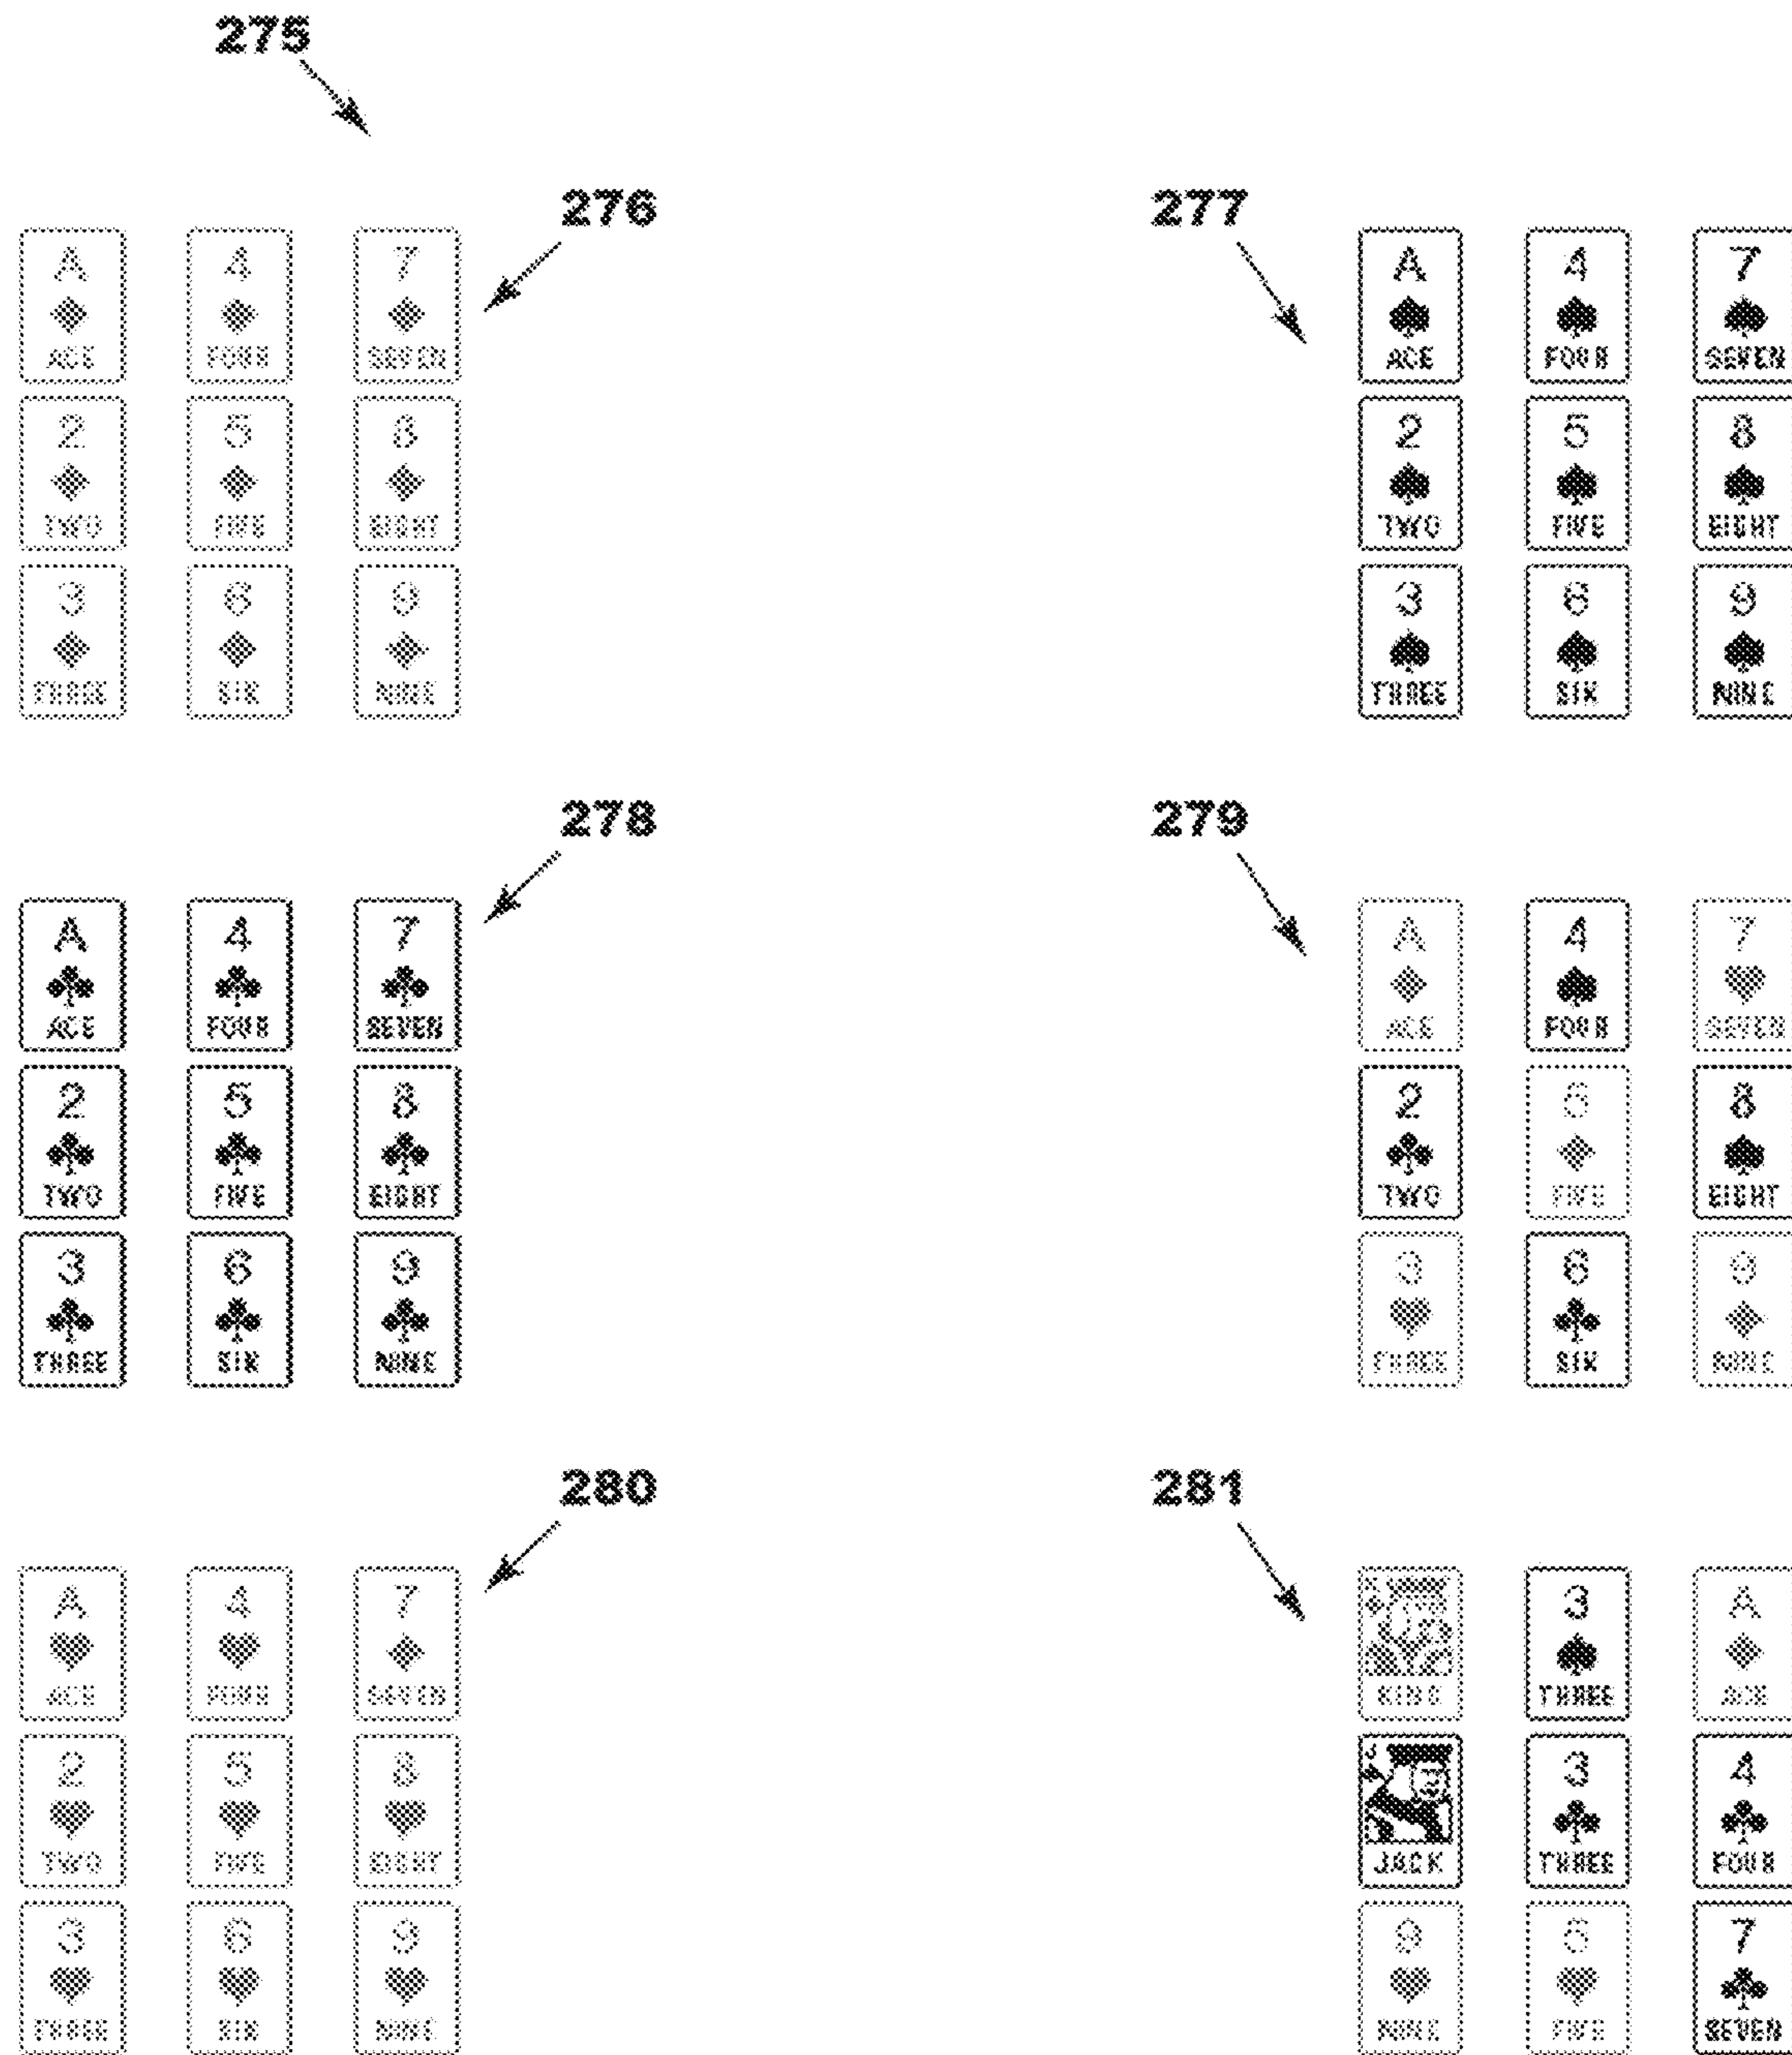 275
276
277
A 4 7
ACE FOUR SEVEN
2 5 8
TWO FIVE EIGHT
3 6 9
THREE SIX NINE
A 4 7
ACE FOUR SEVEN
2 5 8
TWO FIVE EIGHT
3 6 9
THREE SIX NINE
278
279
A 4 7
ACE FOUR SEVEN
2 5 8
TWO FIVE EIGHT
3 6 9
THREE SIX NINE
A 4 7
ACE FOUR SEVEN
2 5 8
TWO FIVE EIGHT
3 6 9
THREE SIX NINE
280
281
A 4 7
ACE FOUR SEVEN
2 5 8
TWO FIVE EIGHT
3 6 9
THREE SIX NINE
3 A
KING THREE ACE
J 3 4
JACK THREE FOUR
9 5 7
NINE FIVE SEVEN